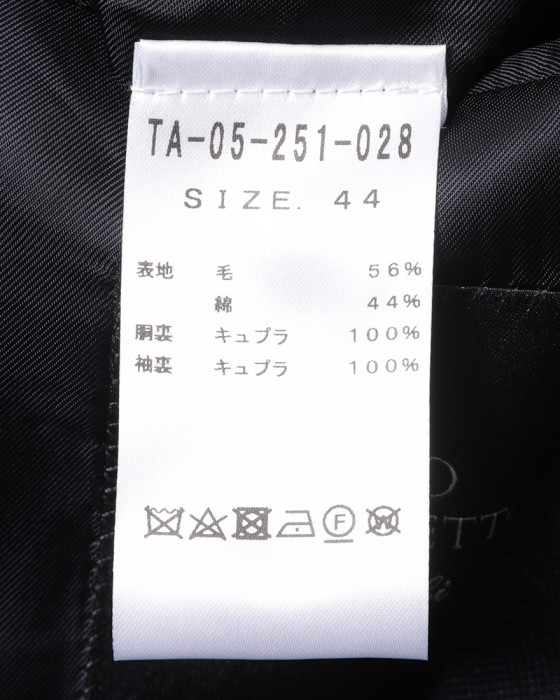 TA-05-251-028
SIZE. 44
表地 毛 56%
綿 44%
胴裏 キュプラ 100%
袖裏 キュプラ 100%
F
W